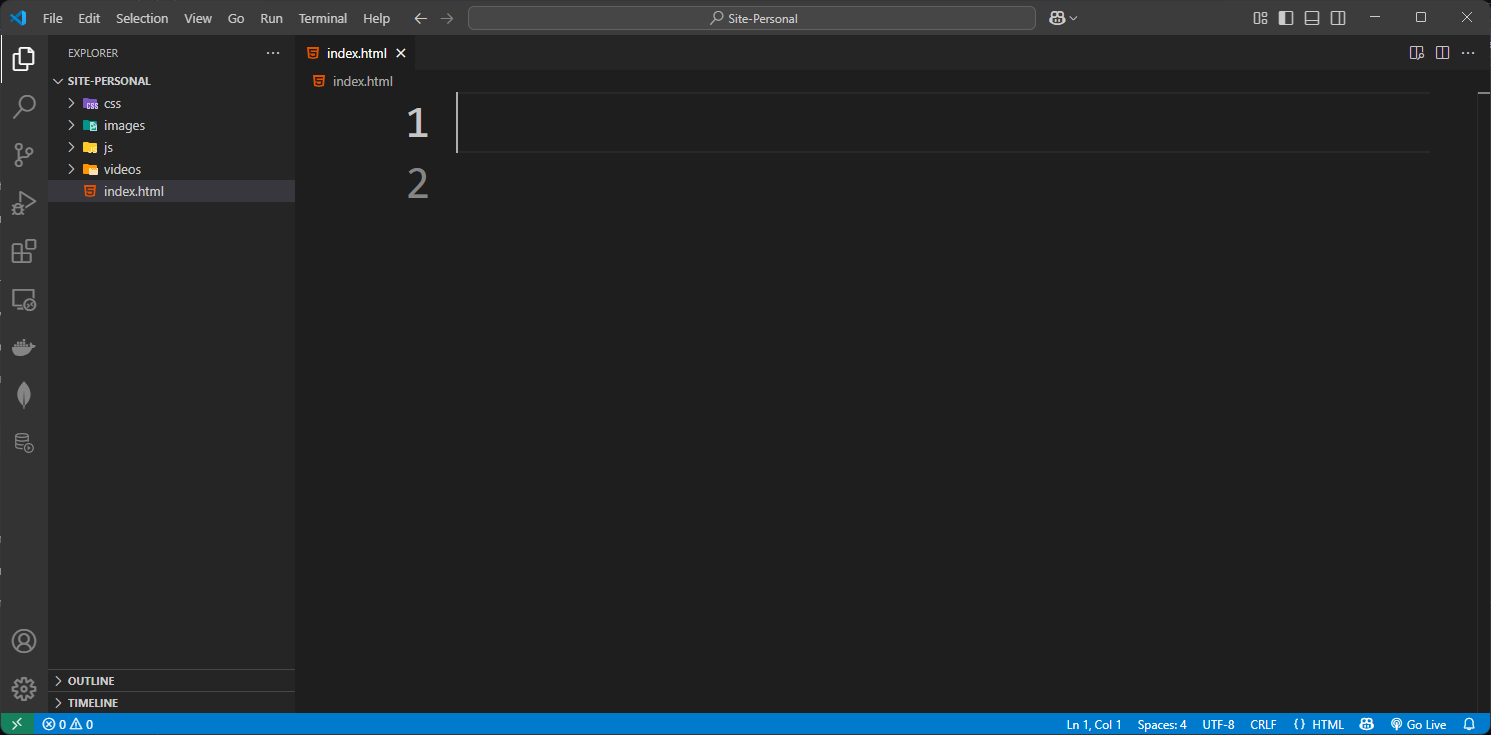 File Edit Selection View Go Run Terminal Help Site-Personal
EXPLORER
SITE-PERSONAL
css
images
js
videos
index.html
OUTLINE
TIMELINE
index.html
index.html
1
2
0 0 Ln 1, Col 1 Spaces: 4 UTF-8 CRLF {} HTML Go Live